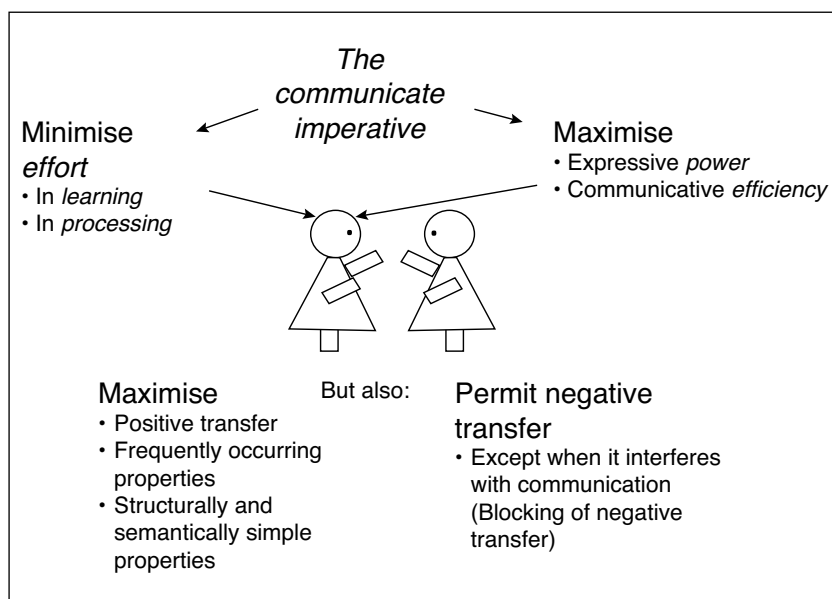 The
communicate
imperative
Minimise
effort
• In learning
• In processing
Maximise
• Expressive power
• Communicative efficiency
Maximise
• Positive transfer
• Frequently occurring
properties
• Structurally and
semantically simple
properties
But also:
Permit negative
transfer
• Except when it interferes
with communication
(Blocking of negative
transfer)